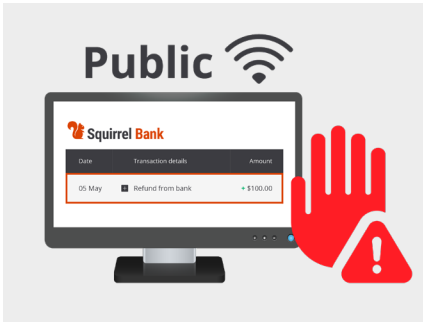 Public
Squirrel Bank
Date Transaction details Amount
05 May + Refund from bank + $100.00
!